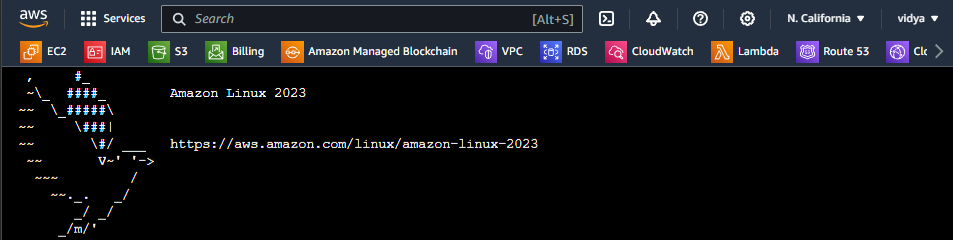 aws Services Search [Alt+S] N. California vidya
EC2 IAM S3 Billing Amazon Managed Blockchain VPC RDS CloudWatch Lambda Route 53 Clo
   ,     #_
   ~\_  ####_        Amazon Linux 2023
  ~~  \_#####\
  ~~     \###|
  ~~       \#/ ___   https://aws.amazon.com/linux/amazon-linux-2023
   ~~       V~' '->
    ~~~         /
      ~~._.   _/
         _/ _/
       _/m/'